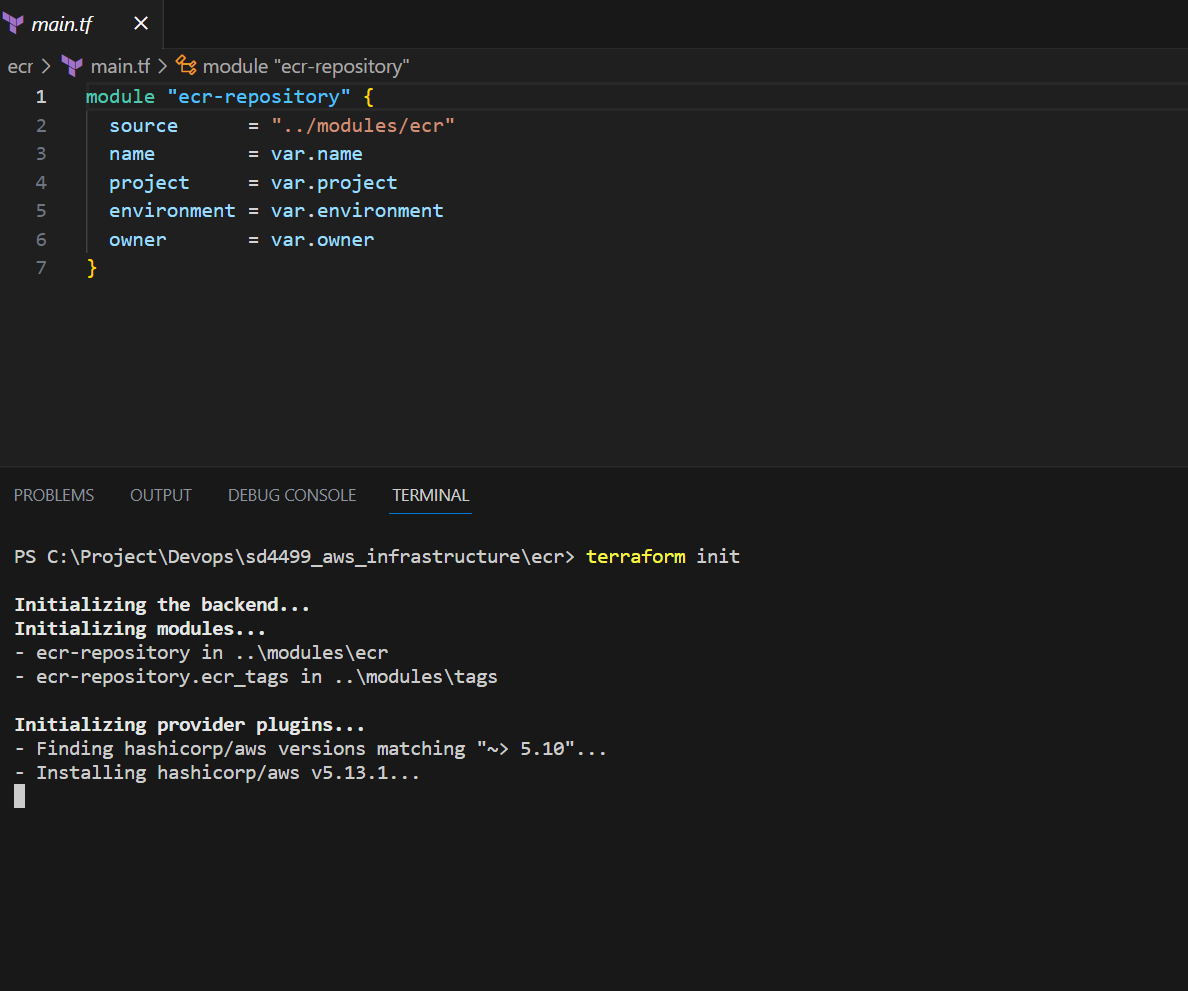 main.tf
ecr > main.tf > module "ecr-repository"
1 module "ecr-repository" {
2 source = "../modules/ecr"
3 name = var.name
4 project = var.project
5 environment = var.environment
6 owner = var.owner
7 }
PROBLEMS OUTPUT DEBUG CONSOLE TERMINAL
PS C:\Project\Devops\sd4499_aws_infrastructure\ecr> terraform init
Initializing the backend...
Initializing modules...
- ecr-repository in ..\modules\ecr
- ecr-repository.ecr_tags in ..\modules\tags
Initializing provider plugins...
- Finding hashicorp/aws versions matching "~> 5.10"...
- Installing hashicorp/aws v5.13.1...